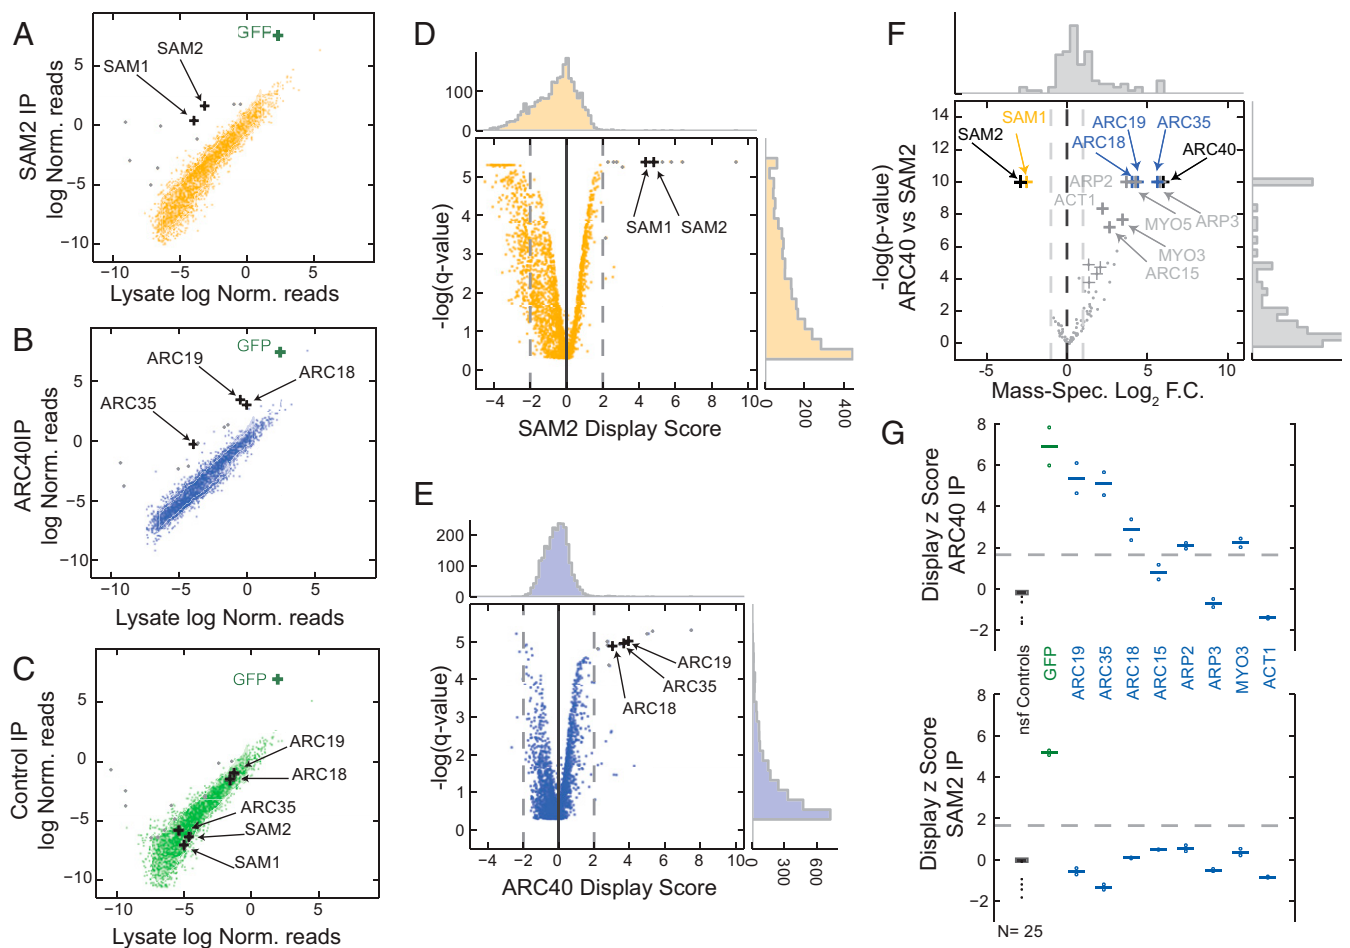 A
SAM2 IP
log Norm. reads
5
0
−5
−10
−10
−5
0
5
Lysate log Norm. reads
GFP
SAM2
SAM1
B
ARC40IP
log Norm. reads
5
0
−5
−10
−10
−5
0
5
Lysate log Norm. reads
GFP
ARC19
ARC18
ARC35
C
Control IP
log Norm. reads
5
0
−5
−10
−10
−5
0
5
Lysate log Norm. reads
GFP
ARC19
ARC18
ARC35
SAM2
SAM1
D
100
0
-log(q-value)
5
4
3
2
1
0
−4
−2
0
2
4
6
8
10
SAM2 Display Score
SAM1 SAM2
0
200
400
E
200
100
0
-log(q-value)
5
4
3
2
1
0
−4
−2
0
2
4
6
8
10
ARC40 Display Score
ARC19
ARC35
ARC18
0
300
600
F
-log(p-value)
ARC40 vs SAM2
14
12
10
8
6
4
2
0
−5
0
5
10
Mass-Spec. Log2 F.C.
SAM2
SAM1
ARC19
ARC18
ARC35
ARC40
ARP2
ACT1
MYO5
ARP3
MYO3
ARC15
G
Display z Score
ARC40 IP
8
6
4
2
0
−2
nsf Controls
GFP
ARC19
ARC35
ARC18
ARC15
ARP2
ARP3
MYO3
ACT1
Display z Score
SAM2 IP
8
6
4
2
0
−2
N= 25